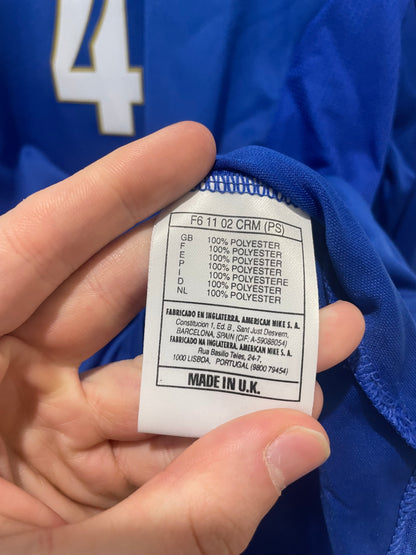 4
F6 11 02 CRM (PS)
GB 100% POLYESTER
F 100% POLYESTER
E 100% POLYESTER
P 100% POLYESTER
I 100% POLIESTERE
D 100% POLYESTER
NL 100% POLYESTER
FABRICADO EN INGLATERRA, AMERICAN NIKE S. A.
Constitucion 1, Ed. B , Sant Just Desvern,
BARCELONA, SPAIN (CIF: A-59088054)
FABRICADO NA INGLATERRA, AMERICAN NIKE S. A.
Rua Basilio Teles, 24-7,
1000 LISBOA, PORTUGAL (9800 79454)
MADE IN U.K.